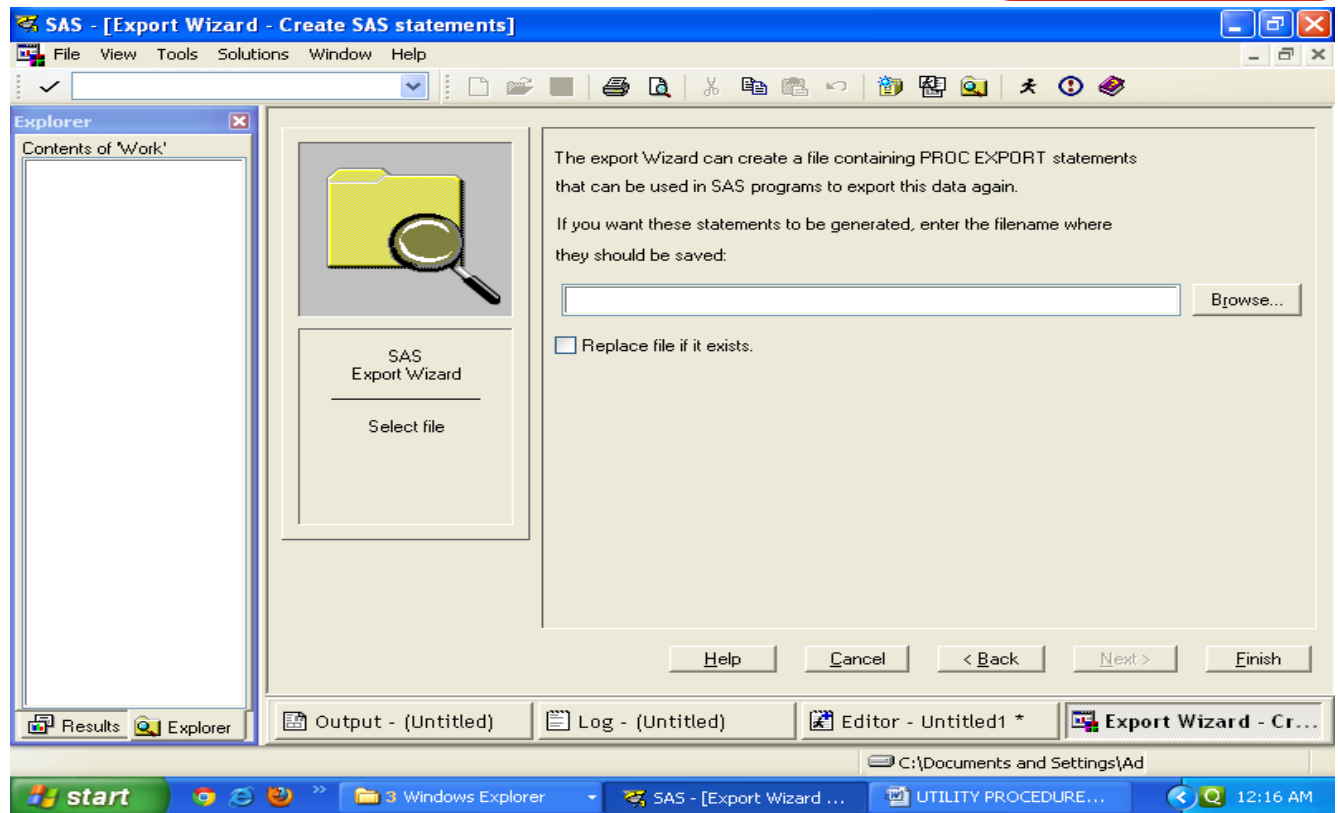 SAS - [Export Wizard - Create SAS statements]
File View Tools Solutions Window Help
Explorer
Contents of 'Work'
The export Wizard can create a file containing PROC EXPORT statements
that can be used in SAS programs to export this data again.
If you want these statements to be generated, enter the filename where
they should be saved:
Browse...
Replace file if it exists.
SAS
Export Wizard
Select file
Help Cancel < Back Next > Finish
Results Explorer
Output - (Untitled) Log - (Untitled) Editor - Untitled1 * Export Wizard - Cr...
C:\Documents and Settings\Ad
start » 3 Windows Explorer SAS - [Export Wizard ... UTILITY PROCEDURE... 12:16 AM